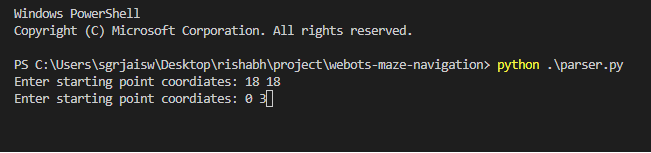 Windows PowerShell
Copyright (C) Microsoft Corporation. All rights reserved.
PS C:\Users\sgrjaisw\Desktop\rishabh\project\webots-maze-navigation> python .\parser.py
Enter starting point coordiates: 18 18
Enter starting point coordiates: 0 3